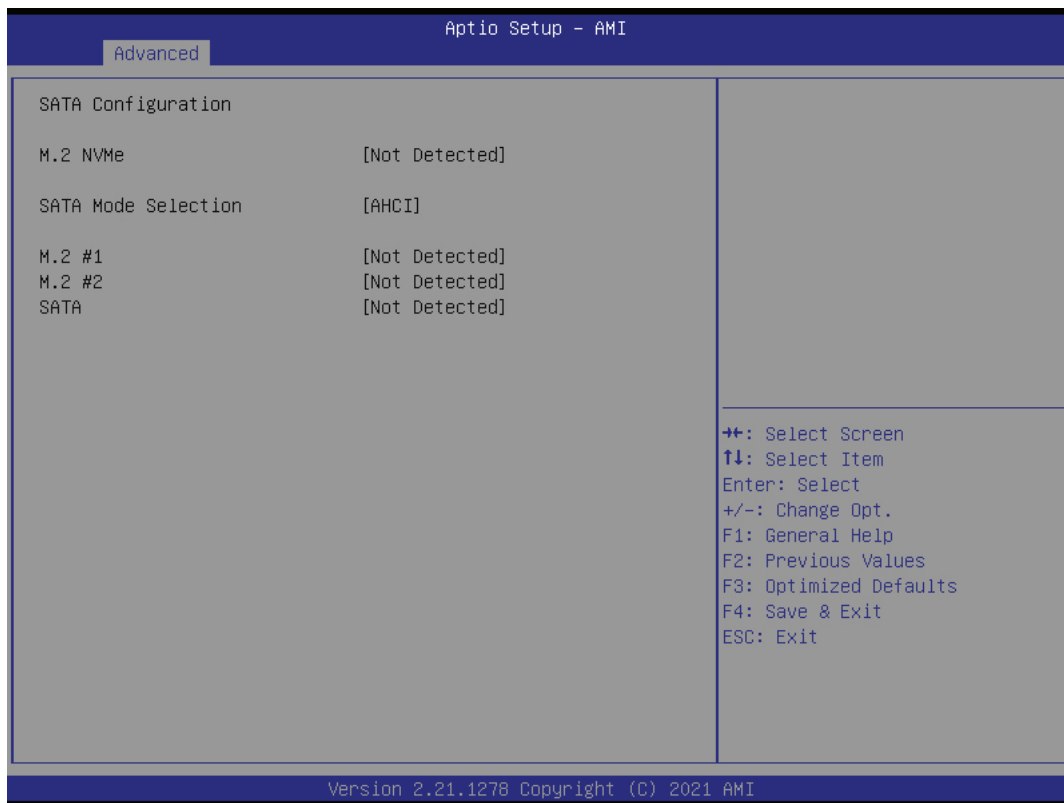 Aptio Setup - AMI
Advanced
SATA Configuration
M.2 NVMe [Not Detected]
SATA Mode Selection [AHCI]
M.2 #1 [Not Detected]
M.2 #2 [Not Detected]
SATA [Not Detected]
→←: Select Screen
↑↓: Select Item
Enter: Select
+/-: Change Opt.
F1: General Help
F2: Previous Values
F3: Optimized Defaults
F4: Save & Exit
ESC: Exit
Version 2.21.1278 Copyright (C) 2021 AMI